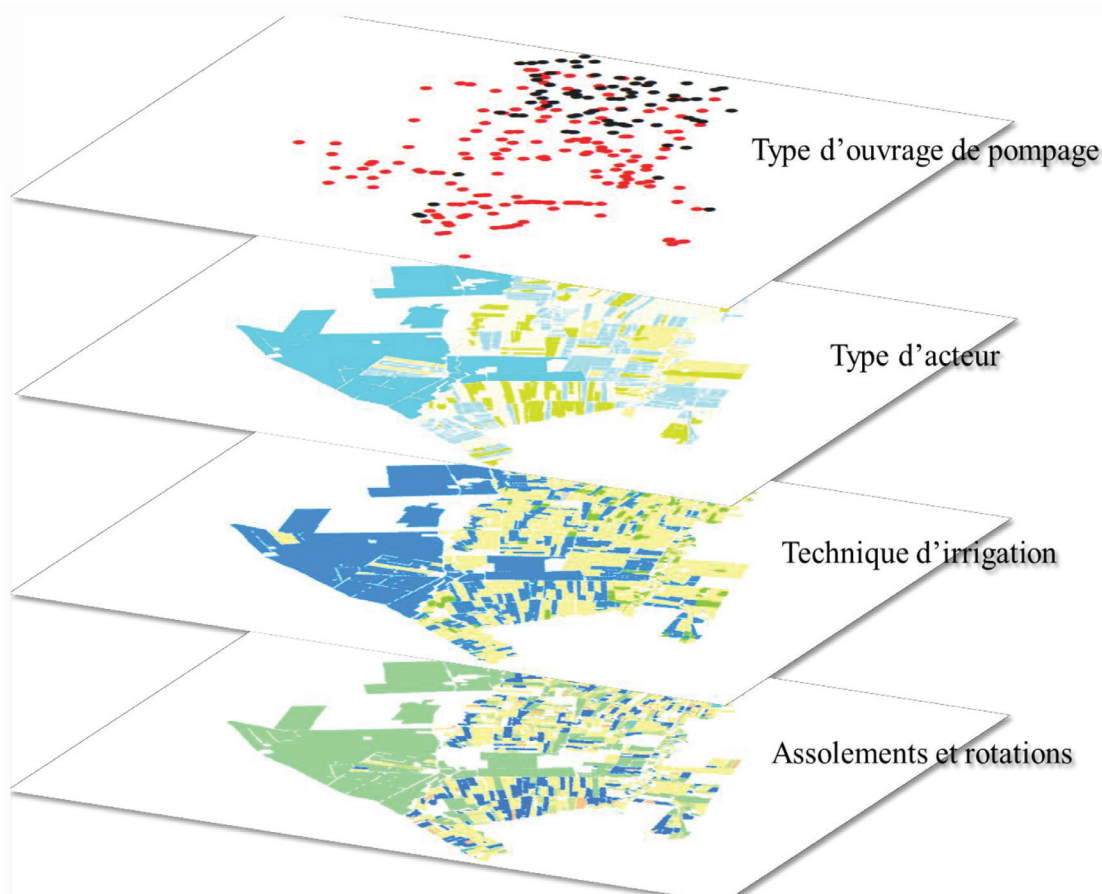 Type d’ouvrage de pompage
Type d’acteur
Technique d’irrigation
Assolements et rotations